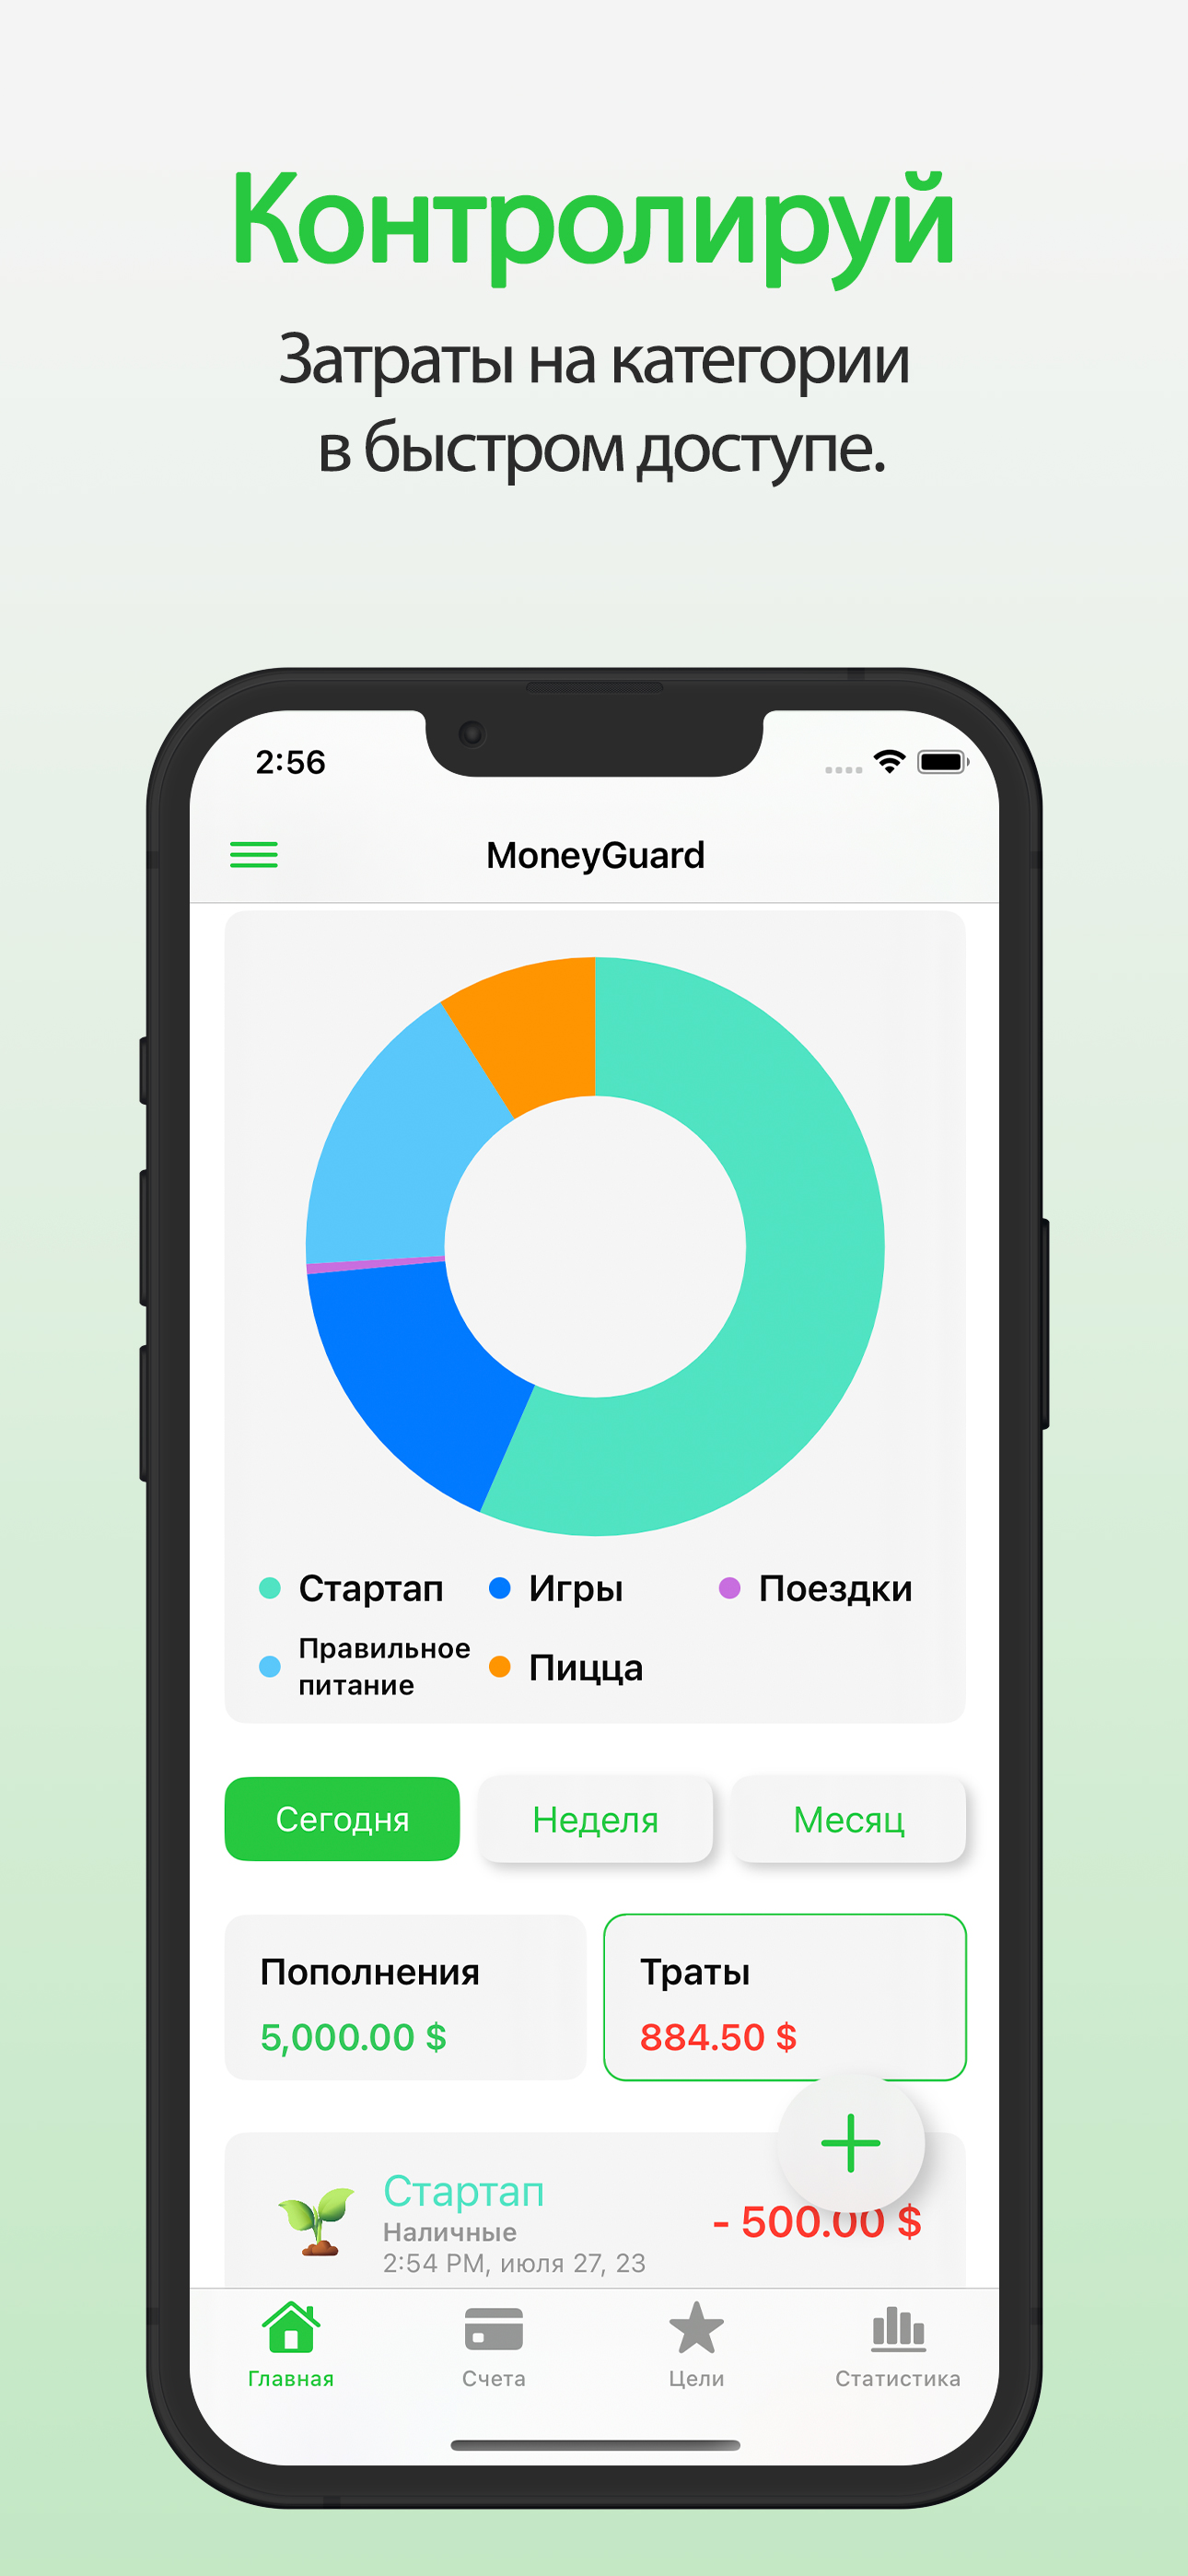 Контролируй
Затраты на категории
в быстром доступе.
2:56
MoneyGuard
Стартап
Игры
Поездки
Правильное
питание
Пицца
Сегодня
Неделя
Месяц
Пополнения
5,000.00 $
Траты
884.50 $
Стартап
Наличные
2:54 PM, июля 27, 23
- 500.00 $
Главная
Счета
Цели
Статистика